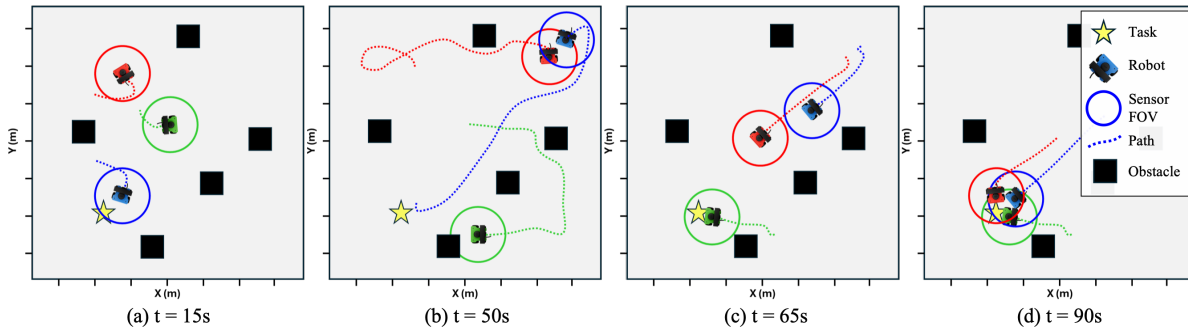 Y (m)
X (m)
(a) t = 15s
Y (m)
X (m)
(b) t = 50s
Y (m)
X (m)
(c) t = 65s
Y (m)
X (m)
(d) t = 90s
Task
Robot
Sensor
FOV
Path
Obstacle